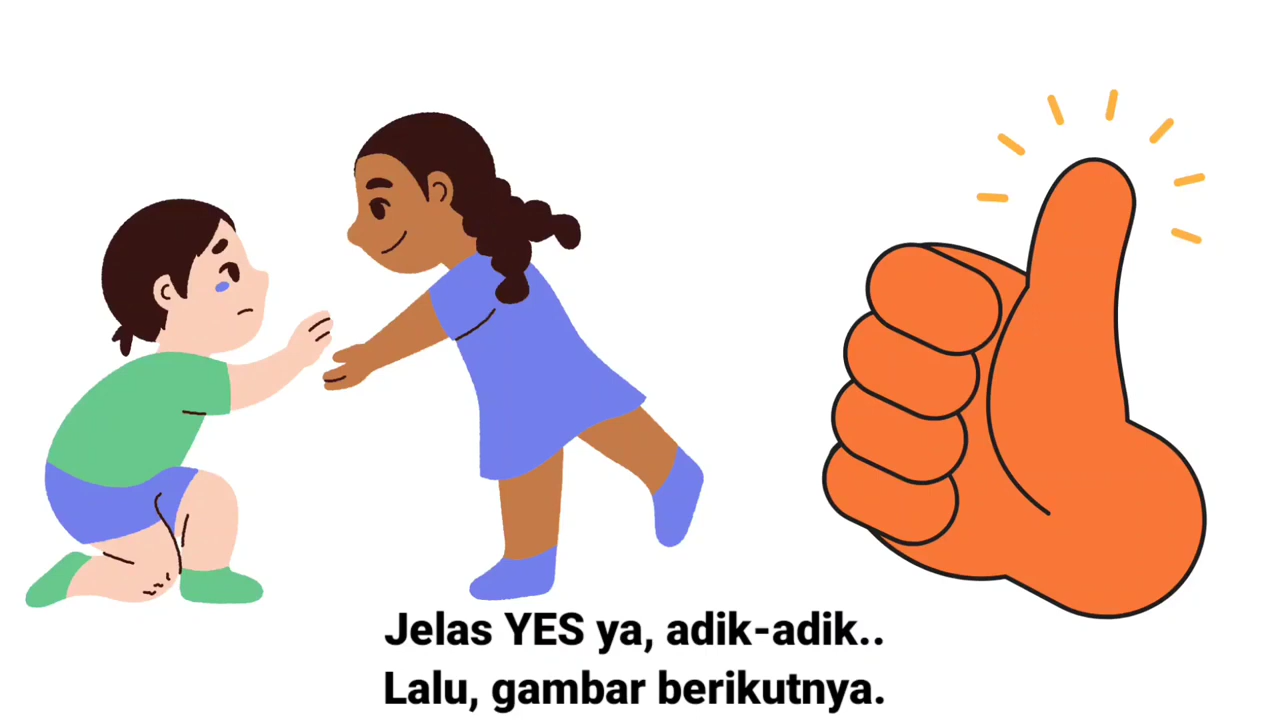 Jelas YES ya, adik-adik..
Lalu, gambar berikutnya.